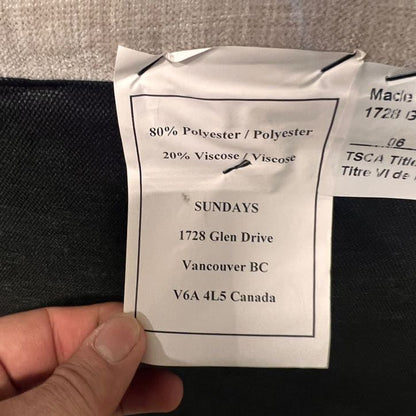 80% Polyester / Polyester
20% Viscose / Viscose
SUNDAYS
1728 Glen Drive
Vancouver BC
V6A 4L5 Canada
Made
1728 G
06
TSCA Title
Titre VI de